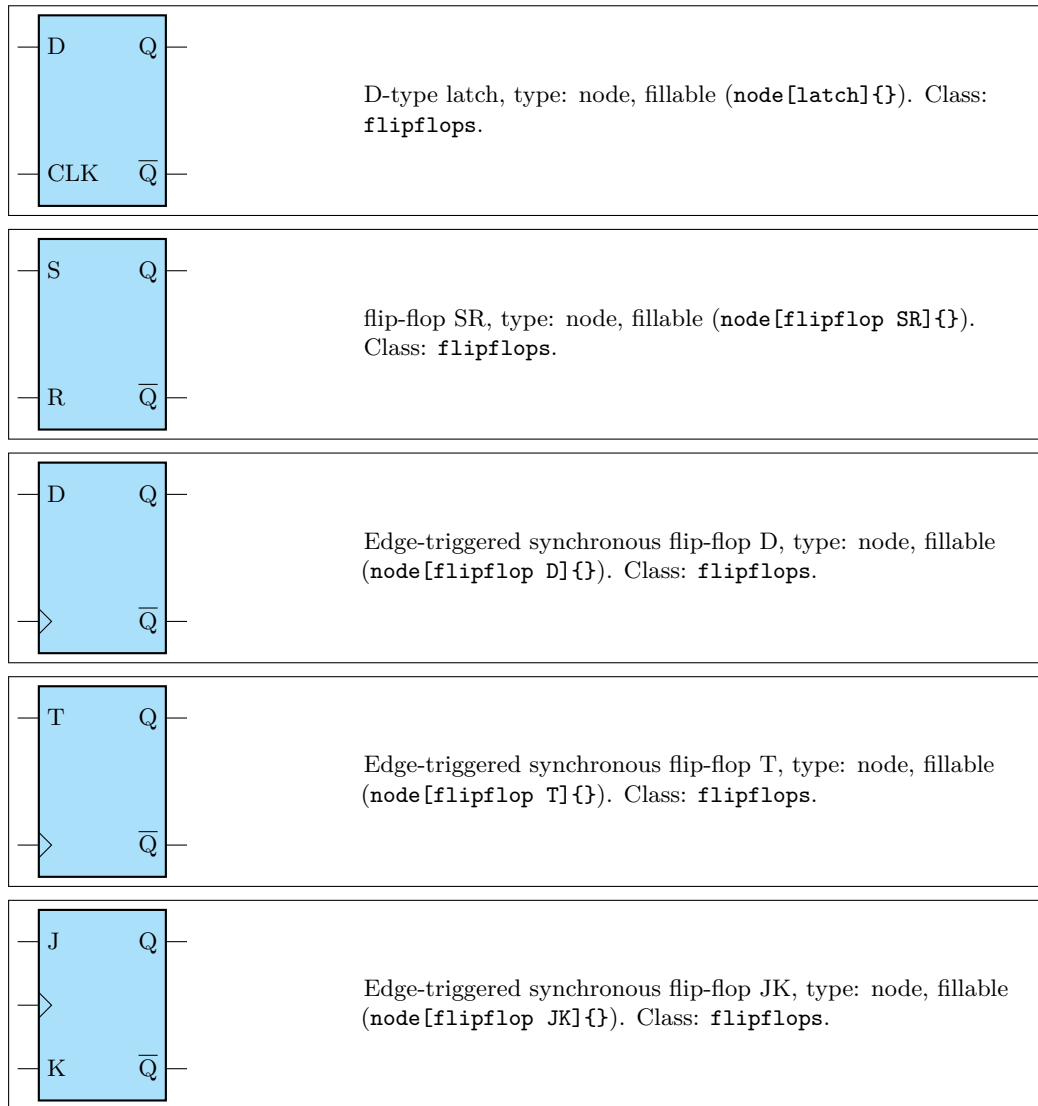 D Q
D-type latch, type: node, fillable (node[latch]{}). Class:
flipflops.
CLK Q̅
S Q
flip-flop SR, type: node, fillable (node[flipflop SR]{}).
Class: flipflops.
R Q̅
D Q
Edge-triggered synchronous flip-flop D, type: node, fillable
(node[flipflop D]{}). Class: flipflops.
Q̅
T Q
Edge-triggered synchronous flip-flop T, type: node, fillable
(node[flipflop T]{}). Class: flipflops.
Q̅
J Q
Edge-triggered synchronous flip-flop JK, type: node, fillable
(node[flipflop JK]{}). Class: flipflops.
K Q̅